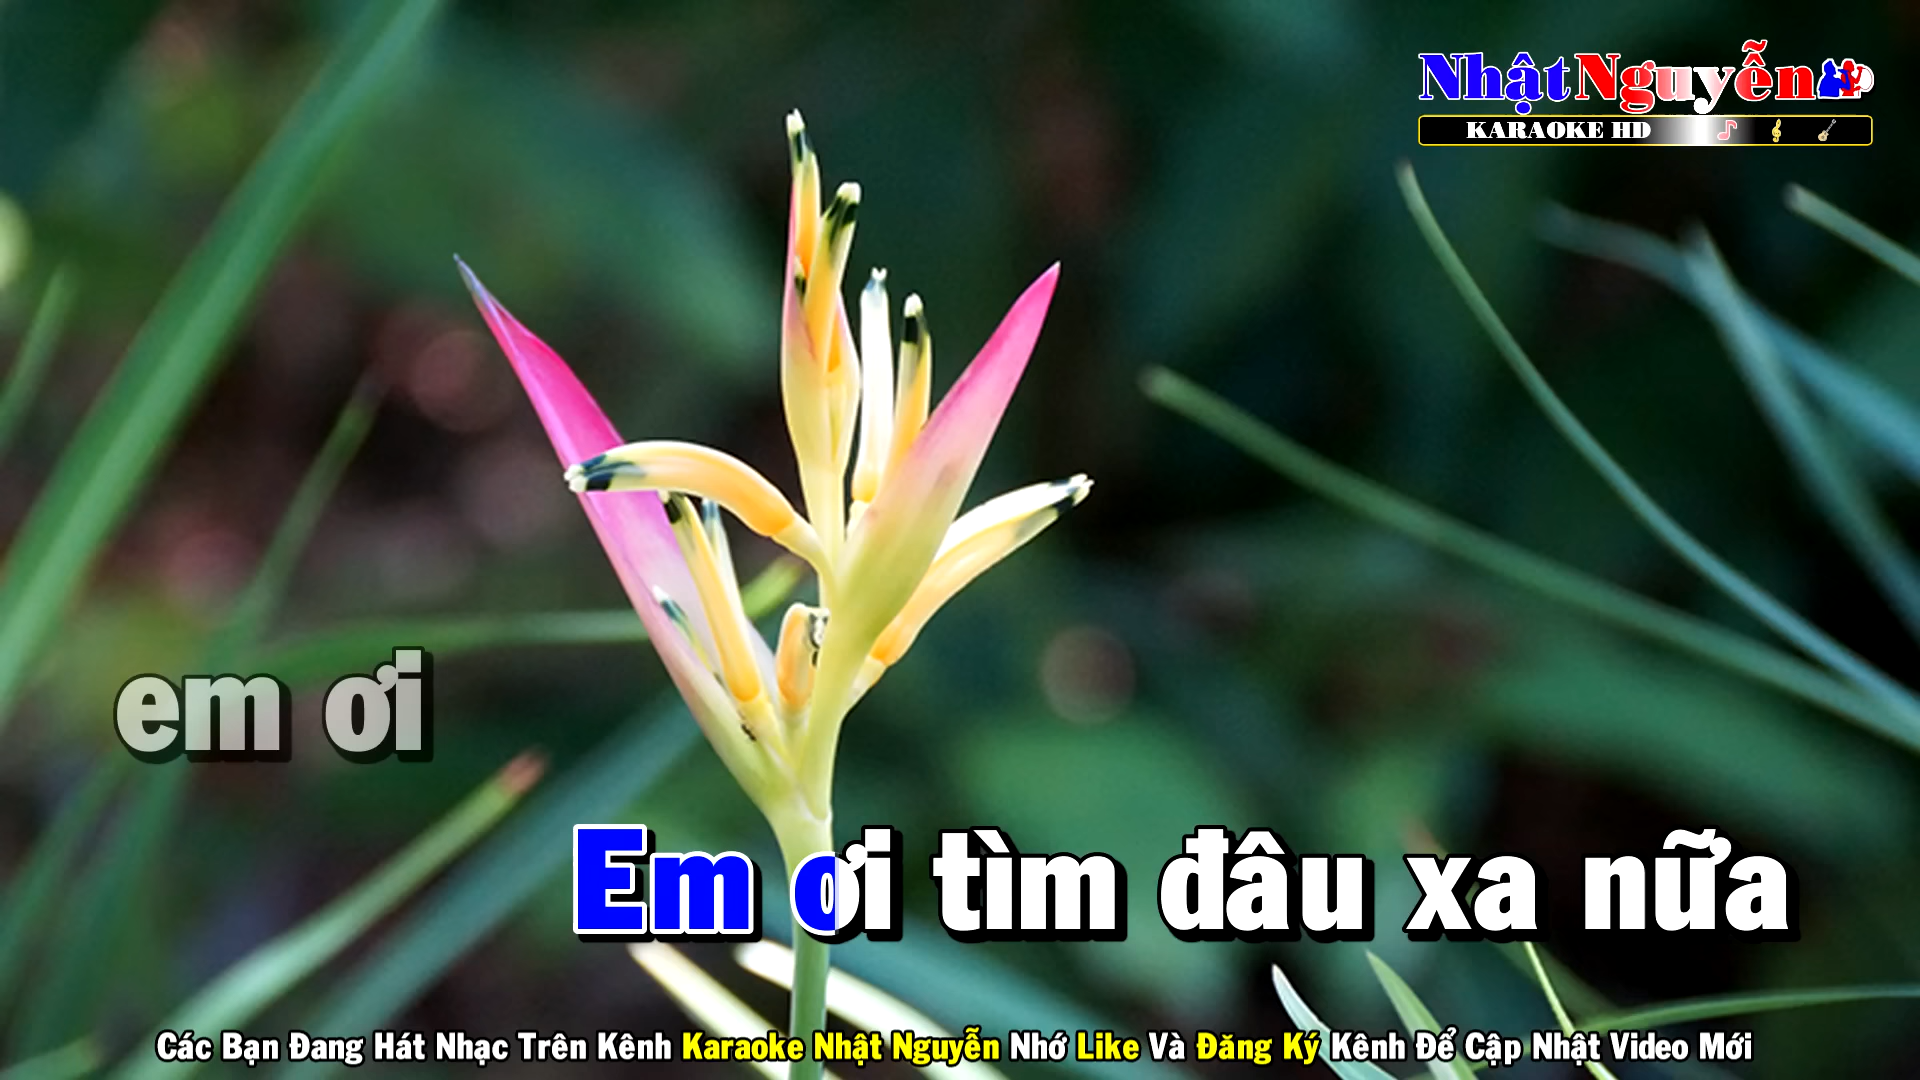 Nhật Nguyễn
KARAOKE HD
em ơi
Em ơi tìm đâu xa nữa
Các Bạn Đang Hát Nhạc Trên Kênh Karaoke Nhật Nguyễn Nhớ Like Và Đăng Ký Kênh Để Cập Nhật Video Mới